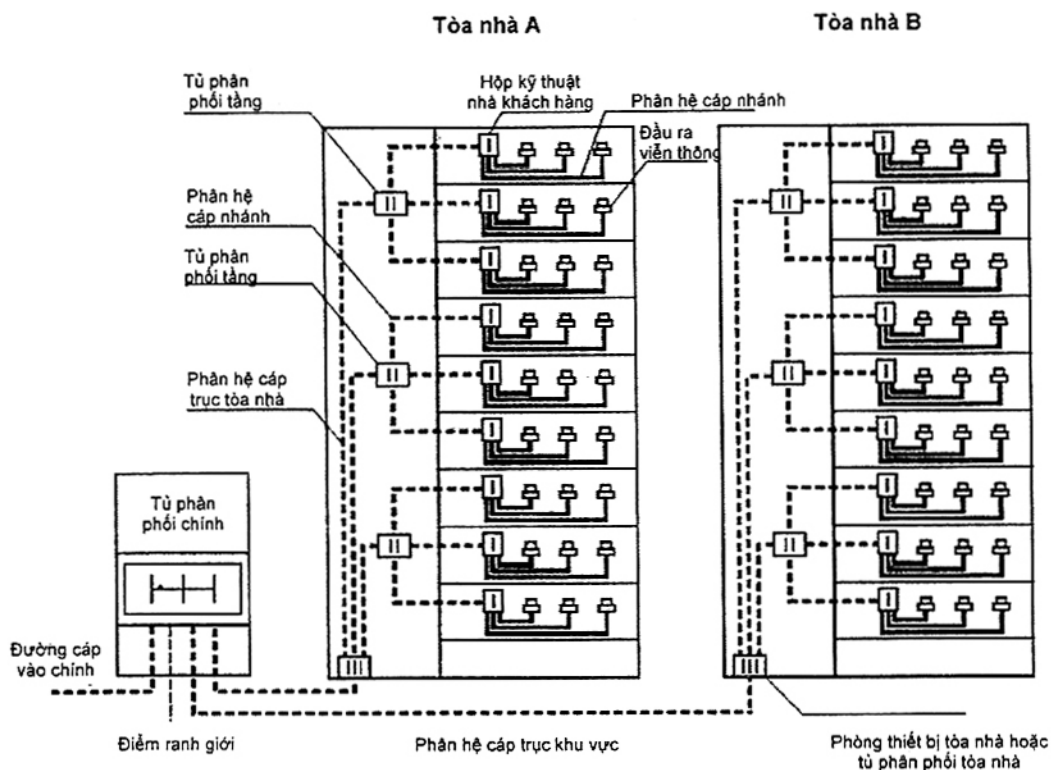 Tòa nhà A
Tòa nhà B
Tủ phân
phối tầng
Hộp kỹ thuật
nhà khách hàng
Phân hệ cáp nhánh
Đầu ra
viễn thông
Phân hệ
cáp nhánh
Tủ phân
phối tầng
Phân hệ cáp
trục tòa nhà
Tủ phân
phối chính
Đường cáp
vào chính
Điểm ranh giới
Phân hệ cáp trục khu vực
Phòng thiết bị tòa nhà hoặc
tủ phân phối tòa nhà